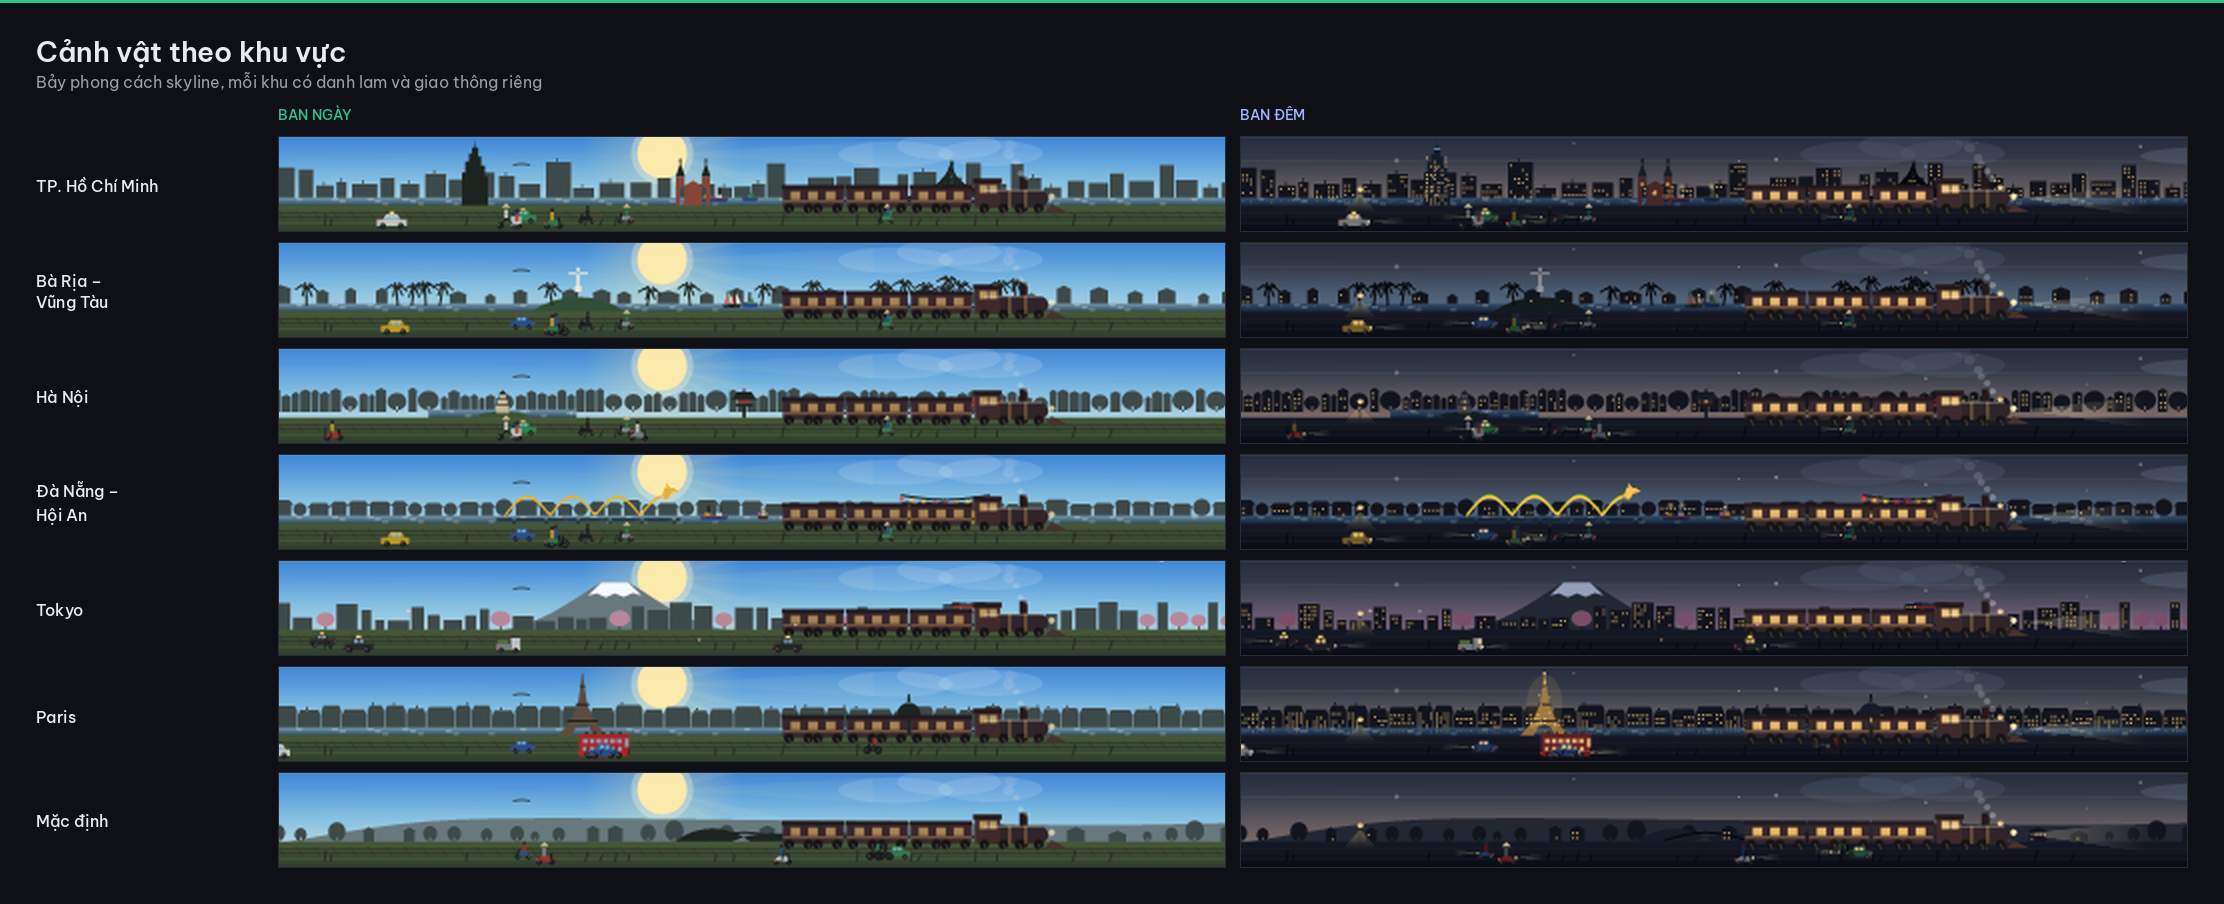 Cảnh vật theo khu vực
Bảy phong cách skyline, mỗi khu có danh lam và giao thông riêng
BAN NGÀY
BAN ĐÊM
TP. Hồ Chí Minh
Bà Rịa –
Vũng Tàu
Hà Nội
Đà Nẵng –
Hội An
Tokyo
Paris
Mặc định